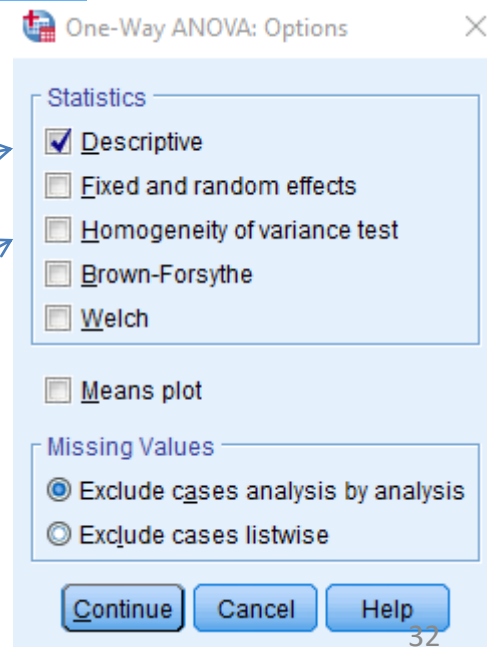 One-Way ANOVA: Options
Statistics
Descriptive
Fixed and random effects
Homogeneity of variance test
Brown-Forsythe
Welch
Means plot
Missing Values
Exclude cases analysis by analysis
Exclude cases listwise
Continue Cancel Help
32